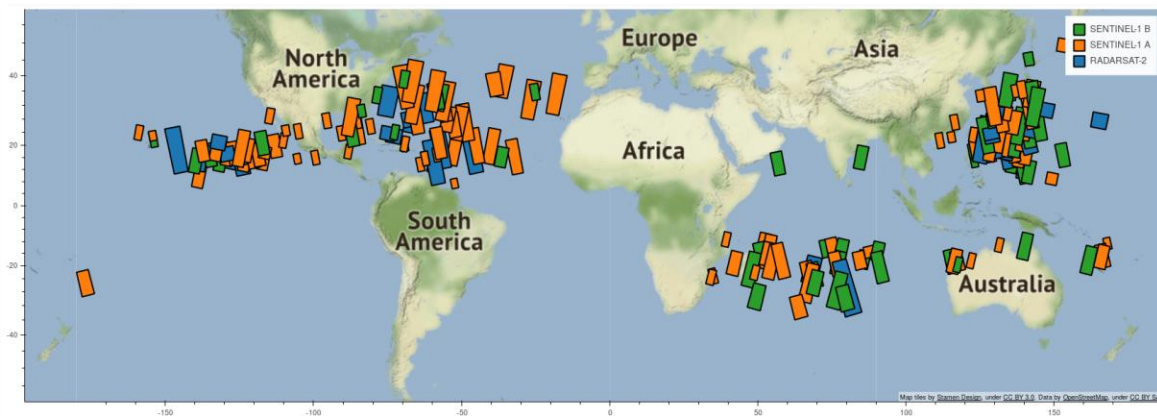 North
America
Europe
Asia
Africa
South
America
Australia
SENTINEL-1 B
SENTINEL-1 A
RADARSAT-2
40
20
0
-20
-40
-150
-100
-50
0
50
100
150
Map tiles by Stamen Design, under CC BY 3.0. Data by OpenStreetMap, under CC BY S